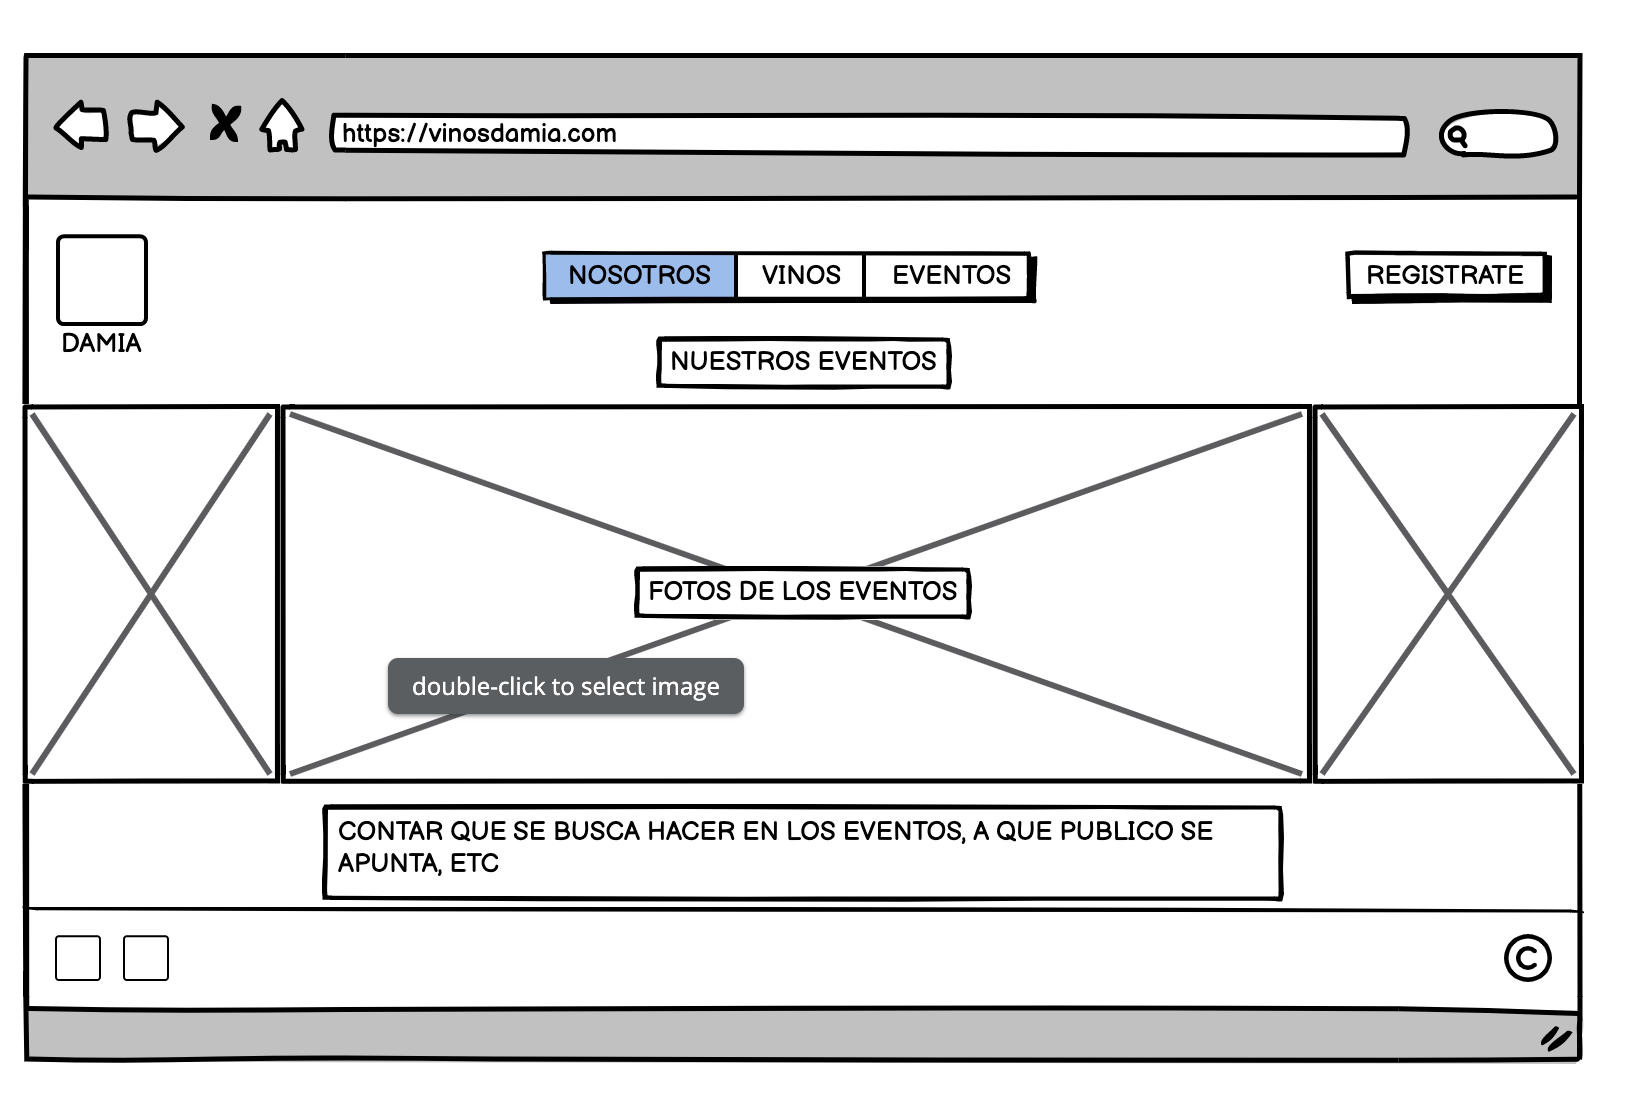 https://vinosdamia.com
NOSOTROS VINOS EVENTOS
REGISTRATE
DAMIA
NUESTROS EVENTOS
FOTOS DE LOS EVENTOS
double-click to select image
CONTAR QUE SE BUSCA HACER EN LOS EVENTOS, A QUE PUBLICO SE
APUNTA, ETC
©